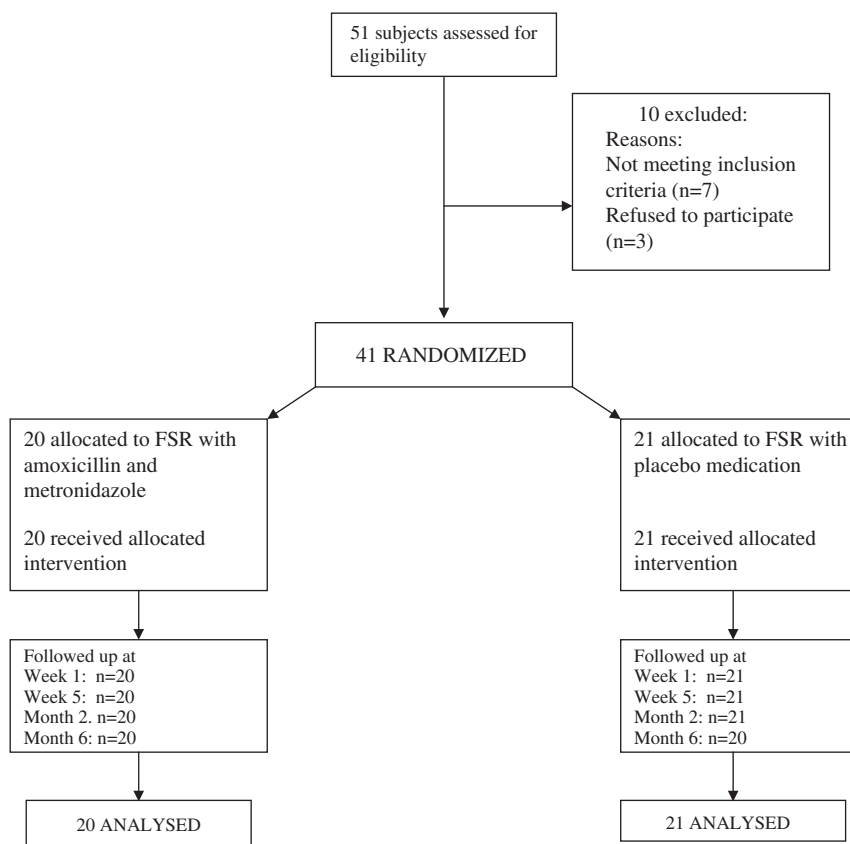 51 subjects assessed for
eligibility
10 excluded:
Reasons:
Not meeting inclusion
criteria (n=7)
Refused to participate
(n=3)
41 RANDOMIZED
20 allocated to FSR with
amoxicillin and
metronidazole
20 received allocated
intervention
21 allocated to FSR with
placebo medication
21 received allocated
intervention
Followed up at
Week 1: n=20
Week 5: n=20
Month 2. n=20
Month 6: n=20
Followed up at
Week 1: n=21
Week 5: n=21
Month 2: n=21
Month 6: n=20
20 ANALYSED
21 ANALYSED